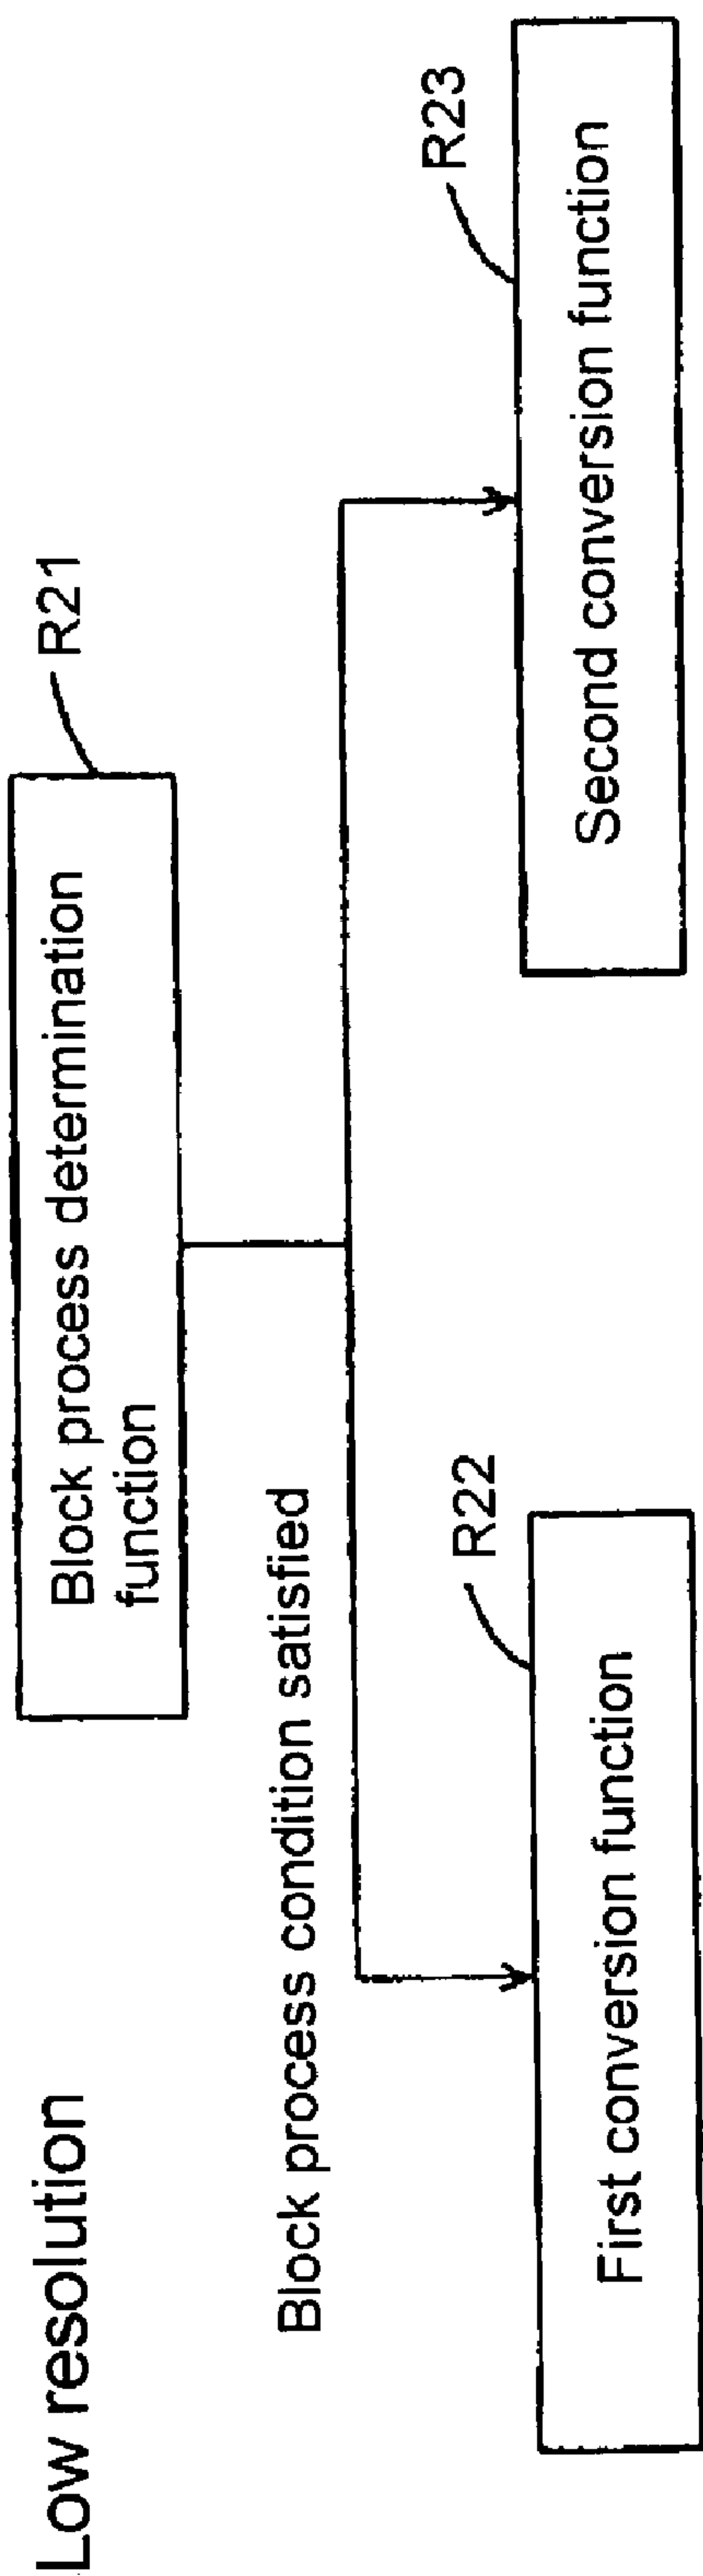 Low resolution
Block process determination
function
R21
Block process condition satisfied
R22
R23
First conversion function
Second conversion function